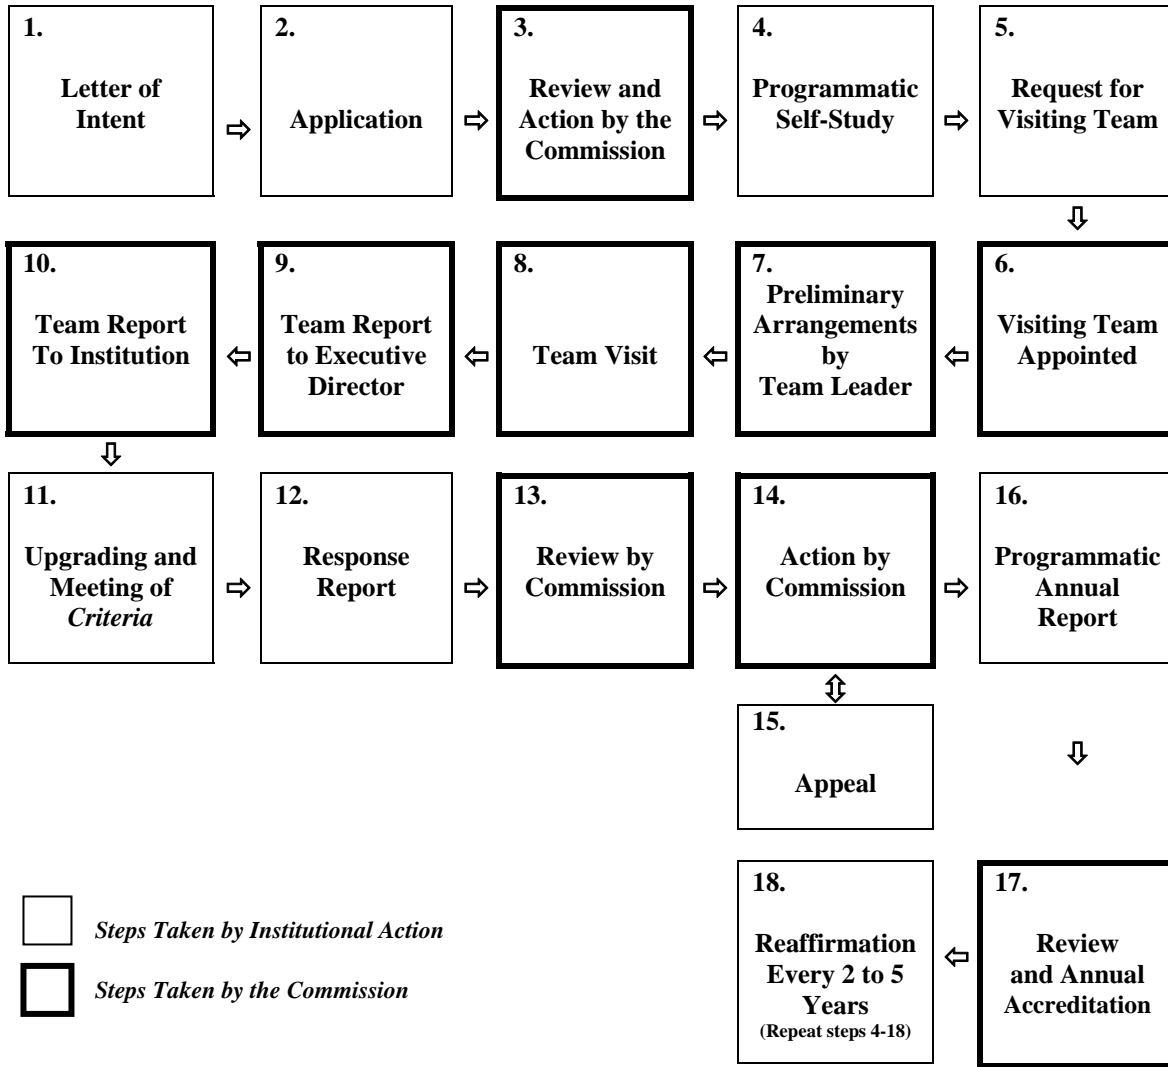 1.
Letter of
Intent
2.
Application
3.
Review and
Action by the
Commission
4.
Programmatic
Self-Study
5.
Request for
Visiting Team
6.
Visiting Team
Appointed
7.
Preliminary
Arrangements
by
Team Leader
8.
Team Visit
9.
Team Report
to Executive
Director
10.
Team Report
To Institution
11.
Upgrading and
Meeting of
Criteria
12.
Response
Report
13.
Review by
Commission
14.
Action by
Commission
15.
Appeal
16.
Programmatic
Annual
Report
17.
Review
and Annual
Accreditation
18.
Reaffirmation
Every 2 to 5
Years
(Repeat steps 4-18)
Steps Taken by Institutional Action
Steps Taken by the Commission